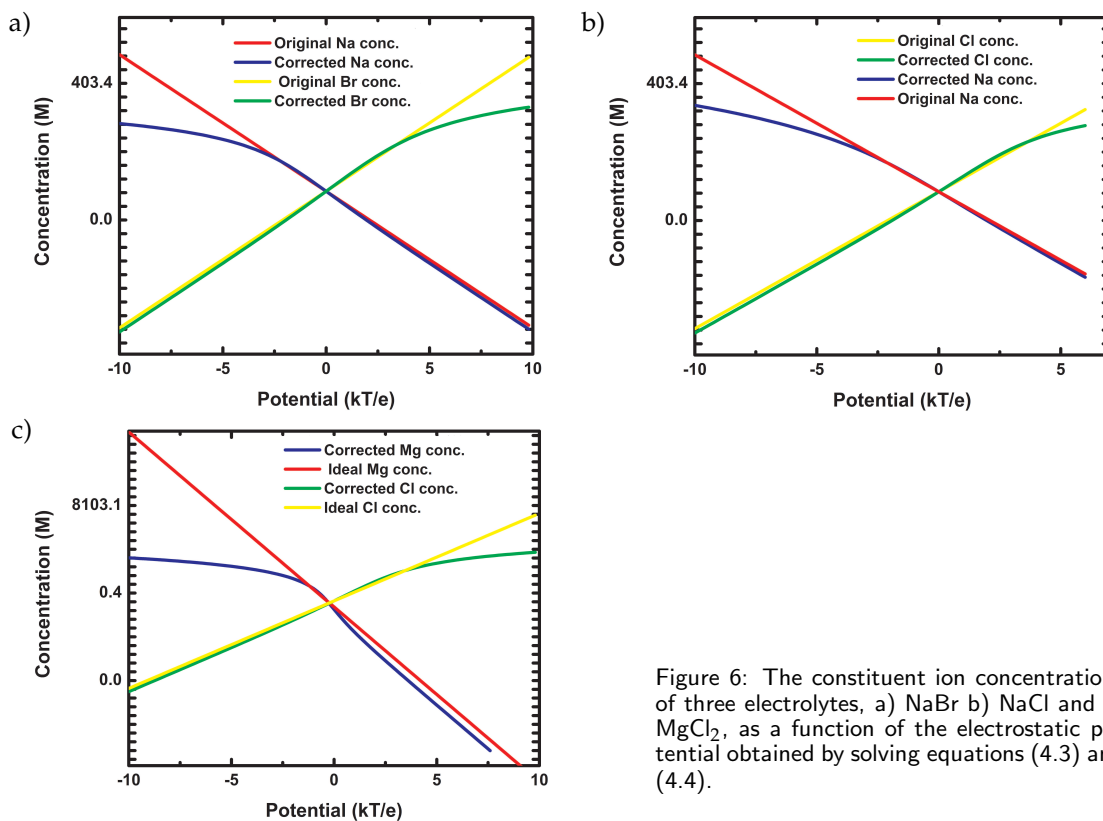 a)
Original Na conc.
Corrected Na conc.
Original Br conc.
Corrected Br conc.
403.4
0.0
Concentration (M)
-10 -5 0 5 10
Potential (kT/e)
b)
Original Cl conc.
Corrected Cl conc.
Corrected Na conc.
Original Na conc.
403.4
0.0
Concentration (M)
-10 -5 0 5
Potential (kT/e)
c)
Corrected Mg conc.
Ideal Mg conc.
Corrected Cl conc.
Ideal Cl conc.
8103.1
0.4
0.0
Concentration (M)
-10 -5 0 5 10
Potential (kT/e)
Figure 6: The constituent ion concentration
of three electrolytes, a) NaBr b) NaCl and
MgCl₂, as a function of the electrostatic p
tential obtained by solving equations (4.3) an
(4.4).